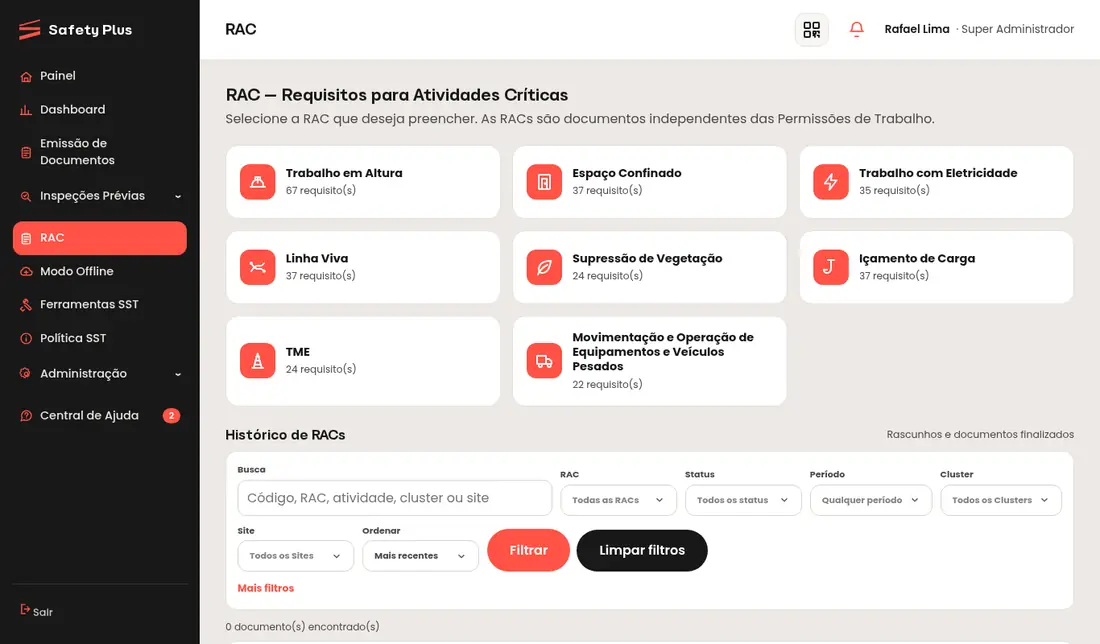 Safety Plus
Painel
Dashboard
Emissão de
Documentos
Inspeções Prévias
RAC
Modo Offline
Ferramentas SST
Política SST
Administração
Central de Ajuda
2
Sair
RAC
Rafael Lima · Super Administrador
RAC — Requisitos para Atividades Críticas
Selecione a RAC que deseja preencher. As RACs são documentos independentes das Permissões de Trabalho.
Trabalho em Altura
67 requisito(s)
Espaço Confinado
37 requisito(s)
Trabalho com Eletricidade
35 requisito(s)
Linha Viva
37 requisito(s)
Supressão de Vegetação
24 requisito(s)
Içamento de Carga
37 requisito(s)
TME
24 requisito(s)
Movimentação e Operação de
Equipamentos e Veículos
Pesados
22 requisito(s)
Histórico de RACs
Rascunhos e documentos finalizados
Busca
Código, RAC, atividade, cluster ou site
RAC
Todas as RACs
Status
Todos os status
Período
Qualquer período
Cluster
Todos os Clusters
Site
Todos os Sites
Ordenar
Mais recentes
Filtrar
Limpar filtros
Mais filtros
0 documento(s) encontrado(s)